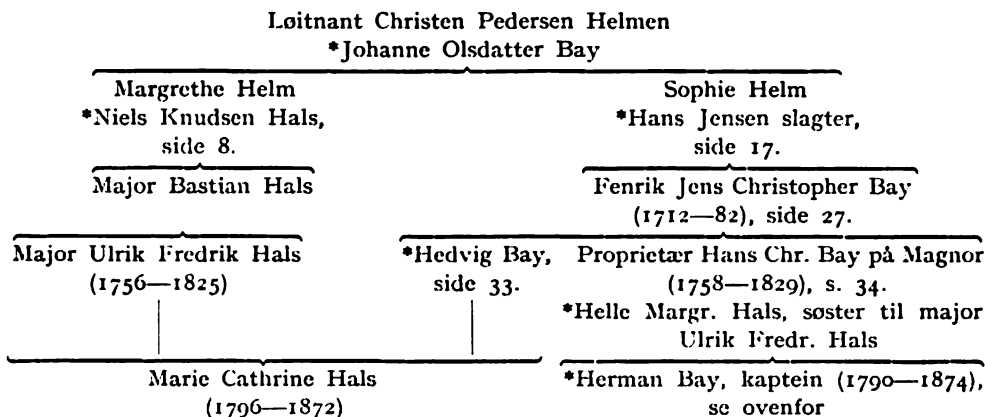 Løitnant Christen Pedersen Helmen
*Johanne Olsdatter Bay
Margrethe Helm
*Niels Knudsen Hals,
side 8.
Sophie Helm
*Hans Jensen slagter,
side 17.
Major Bastian Hals
Fenrik Jens Christopher Bay
(1712—82), side 27.
Major Ulrik Fredrik Hals
(1756—1825)
*Hedvig Bay,
side 33.
Proprietær Hans Chr. Bay på Magnor
(1758—1829), s. 34.
*Helle Margr. Hals, søster til major
Ulrik Fredr. Hals
Marie Cathrine Hals
(1796—1872)
*Herman Bay, kaptein (1790—1874),
se ovenfor